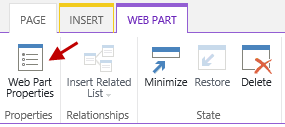 PAGE INSERT WEB PART
Web Part
Properties
Insert Related
List
Minimize Restore Delete
Properties Relationships State